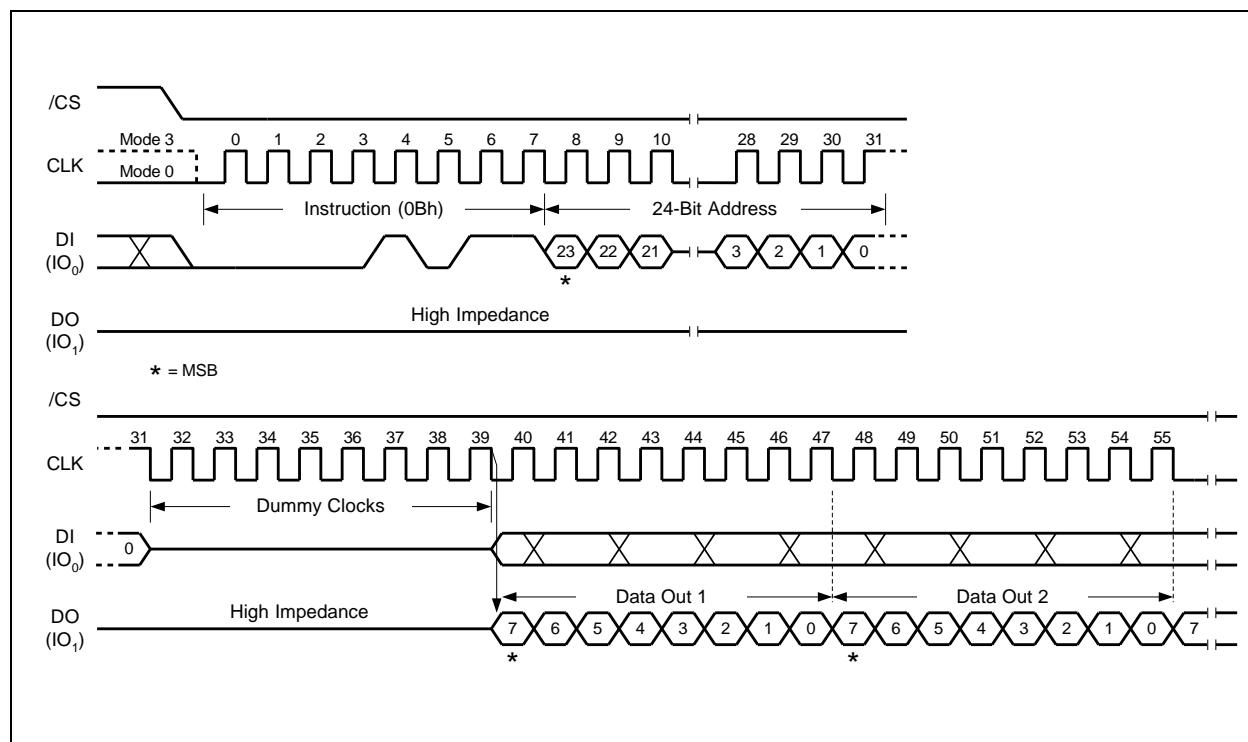 /CS
Mode 3 0 1 2 3 4 5 6 7 8 9 10 28 29 30 31
CLK
Mode 0
Instruction (0Bh) 24-Bit Address
DI
(IO0) 23 22 21 3 2 1 0
*
High Impedance
DO
(IO1)
* = MSB
/CS
31 32 33 34 35 36 37 38 39 40 41 42 43 44 45 46 47 48 49 50 51 52 53 54 55
CLK
Dummy Clocks
DI
(IO0) 0
Data Out 1 Data Out 2
High Impedance
DO
(IO1) 7 6 5 4 3 2 1 0 7 6 5 4 3 2 1 0 7
* *